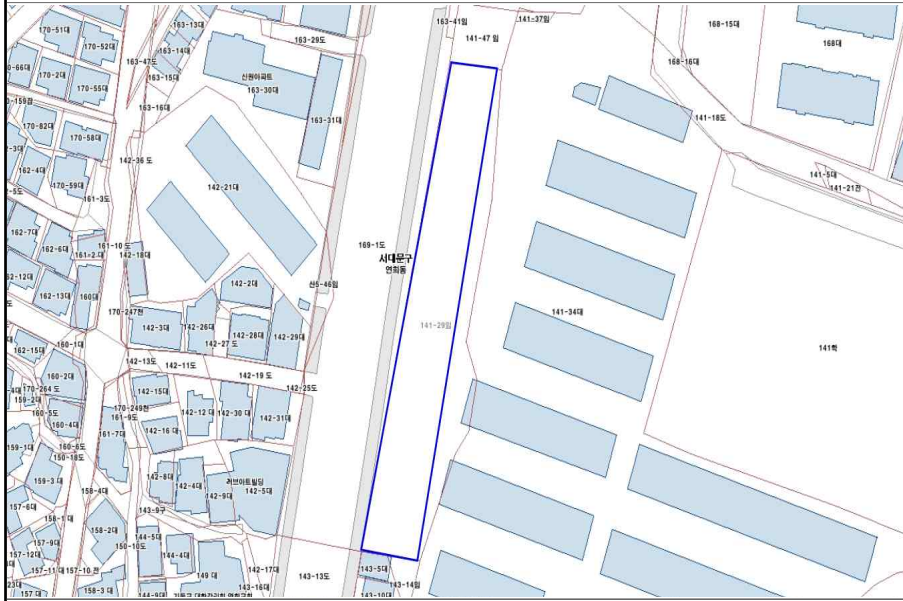 170-51대
170-52대
163-13대
163-14대
163-47도
163-15대
163-16대
170-66대
170-2대
170-55대
170-82대
170-58대
162-4대
170-59대
161-3도
142-36 도
163-29도
신원아파트
163-30대
163-31대
163-41임
141-47 임
141-37임
168-15대
168대
168-16대
141-18도
141-5대
141-21전
142-21대
162-7대
162-6대
161-10 도
161-2 대
142-18대
162-13대
160대
170-247천
169-1도
서대문구
연희동
산5-46임
142-2대
142-3대
142-26대
142-28대
142-29대
142-27 도
141-29임
141-34대
141학
162-15대
160-1대
142-13도
142-11도
142-19 도
142-25도
160-2대
170-264 도
159-2대
160-5도
160-4대
142-15대
170-249천
161-9도
142-12 대
142-30 대
142-31대
161-7대
142-16 대
160-6도
150-18도
159-1대
159-3 대
158-4대
142-8대
142-4대
142-9대
142-5대
157-6대
158-1 대
143-9구
158-2대
157-9대
157-12대
150-10도
144-5대
144-4대
157-11 대
157-10 전
149 대
142-17대
143-16대
143-13도
143-5대
143-14임
143-10대
157 대
158-3 대
144-9대